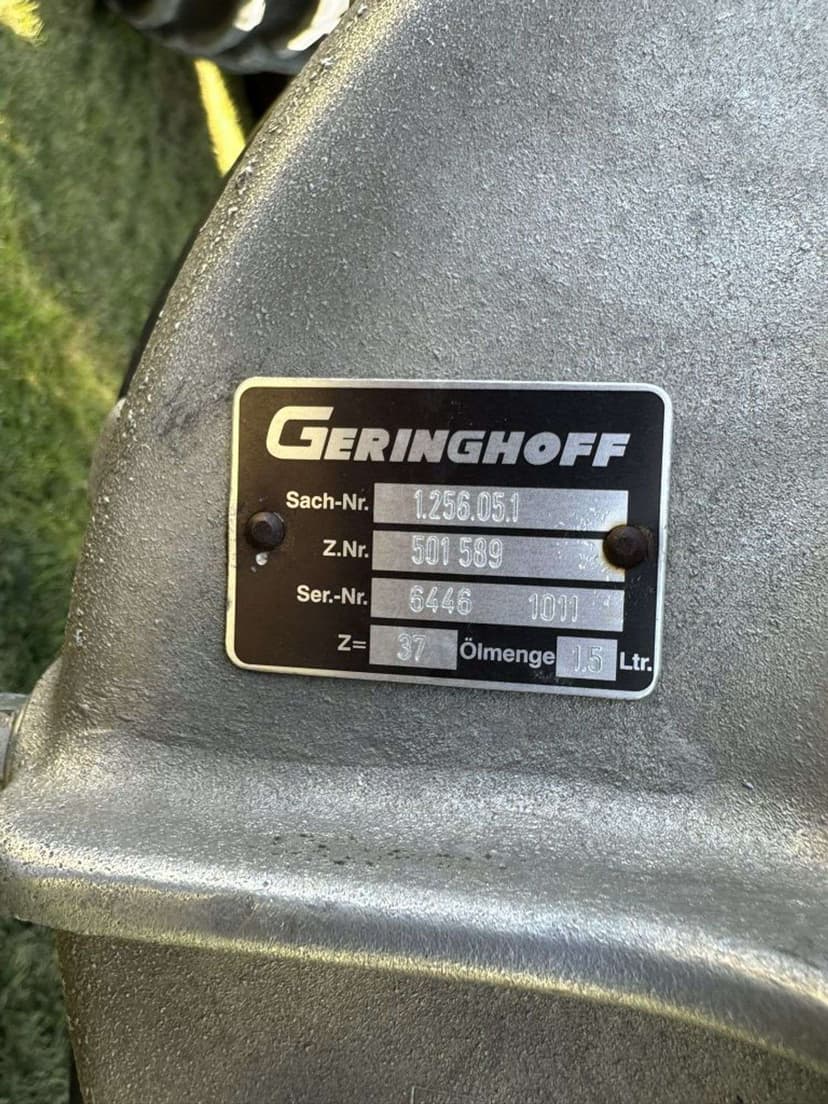 GERINGHOFF
Sach-Nr. 1.256.05.1
Z.Nr. 501 589
Ser.-Nr. 6446 1011
Z= 37 Ölmenge 1.5 Ltr.